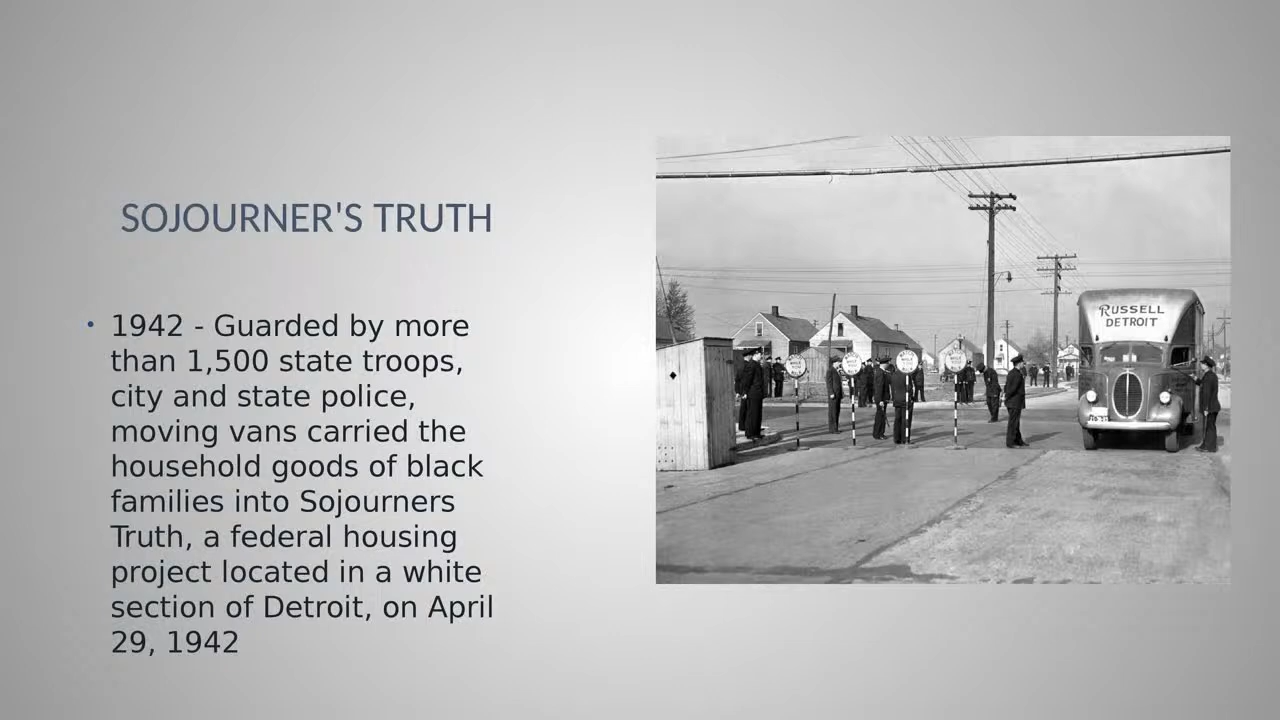 SOJOURNER'S TRUTH
• 1942 - Guarded by more
than 1,500 state troops,
city and state police,
moving vans carried the
household goods of black
families into Sojourners
Truth, a federal housing
project located in a white
section of Detroit, on April
29, 1942
RUSSELL
DETROIT